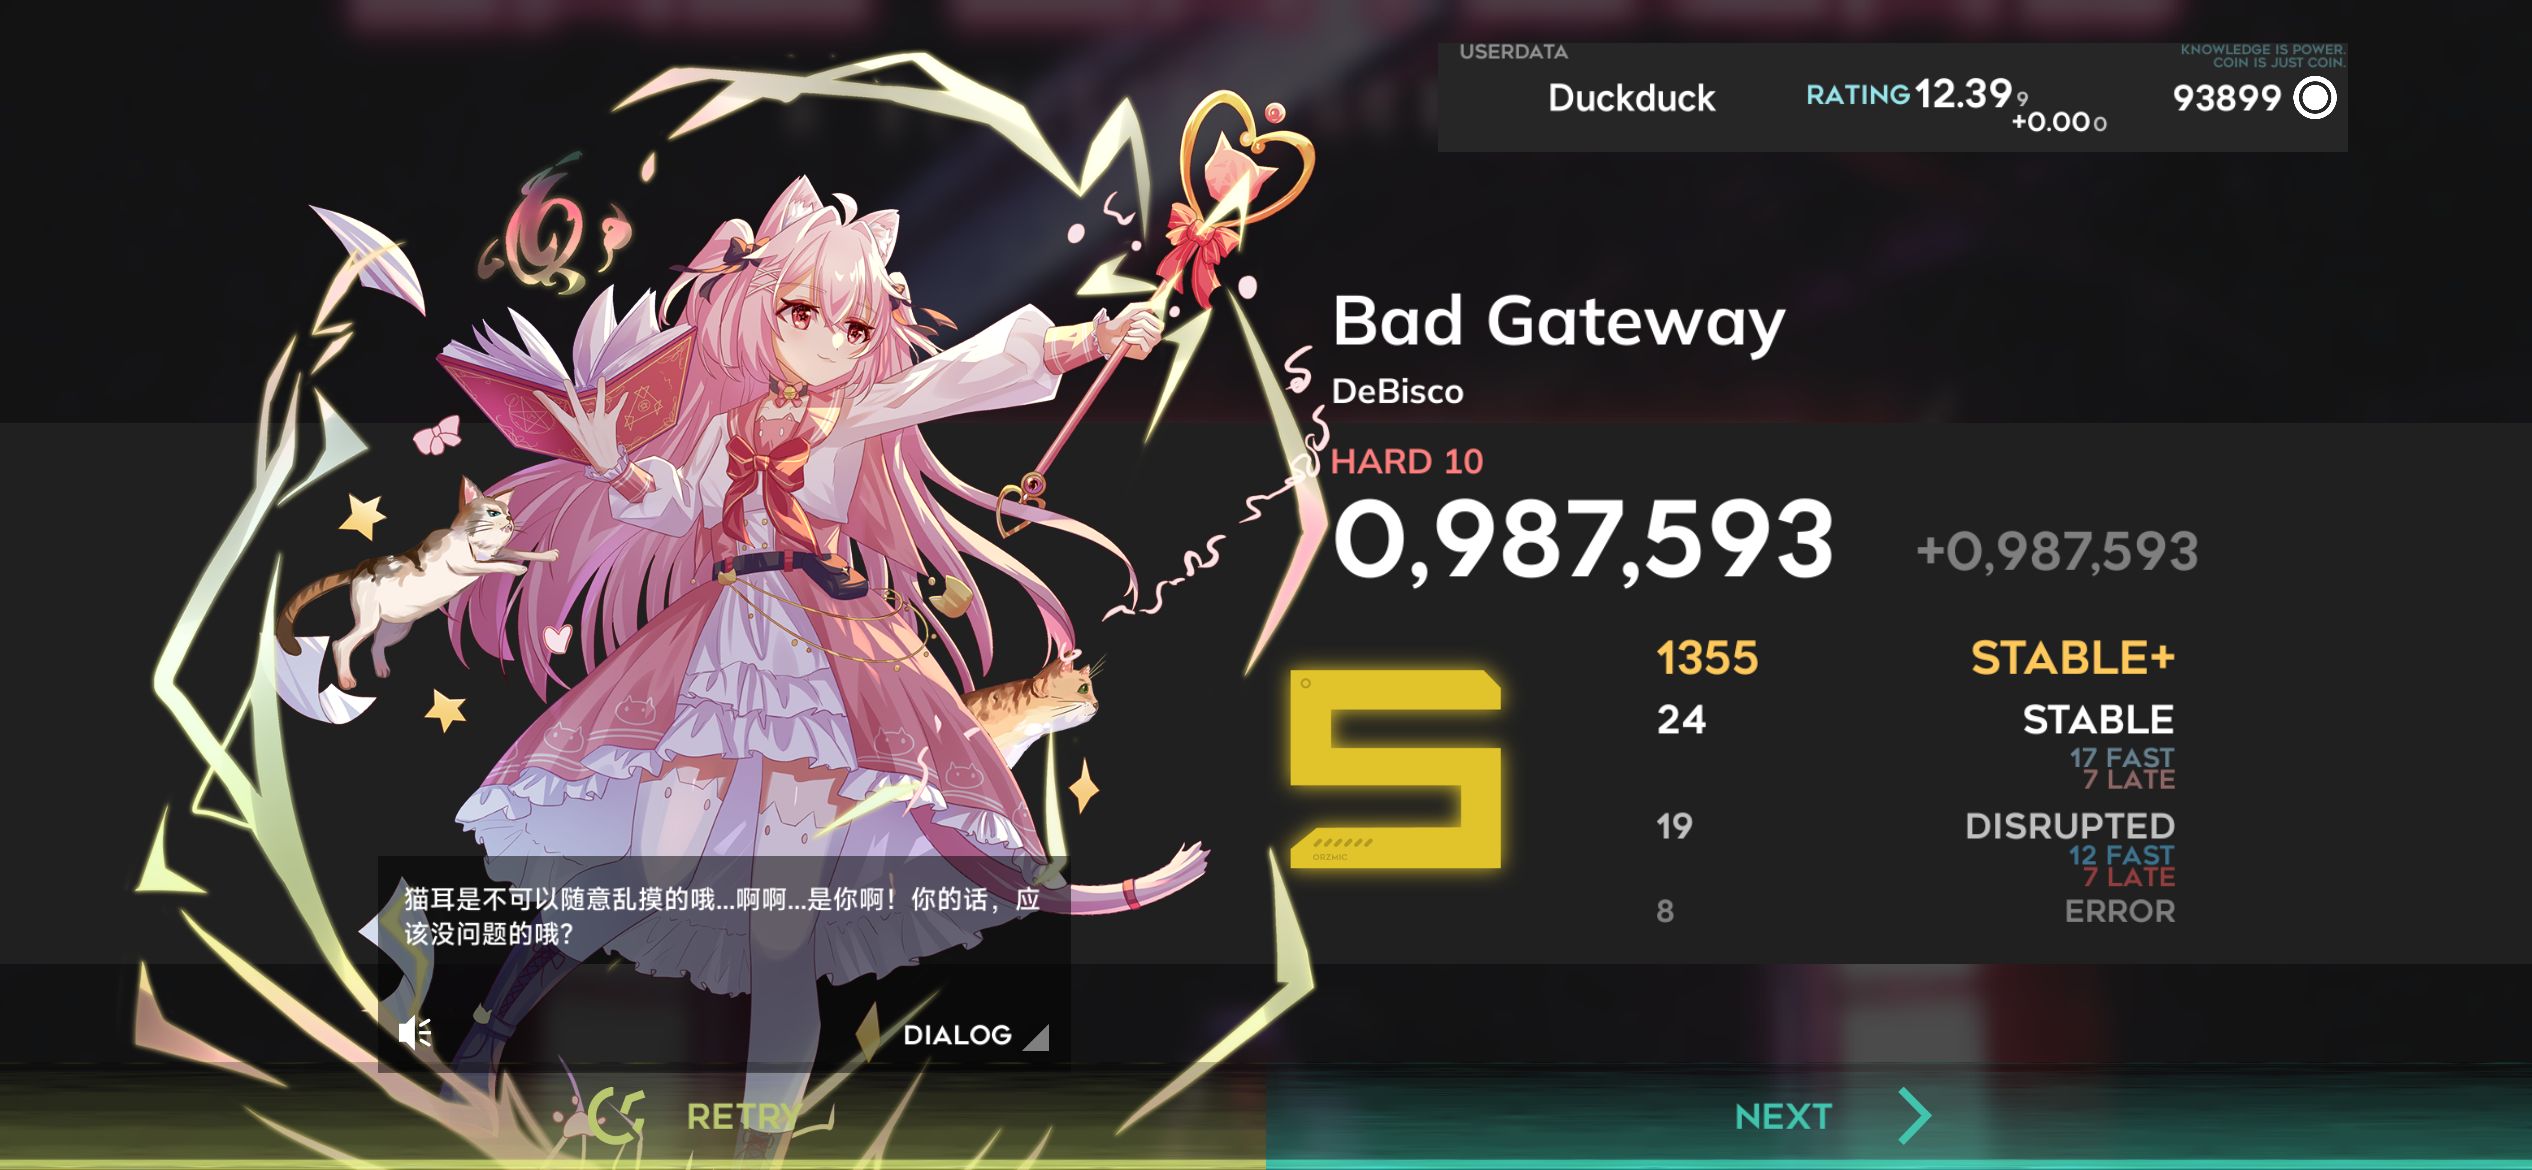 USERDATA
KNOWLEDGE IS POWER.
COIN IS JUST COIN.
Duckduck
RATING 12.399
+0.000
93899
Bad Gateway
DeBisco
HARD 10
0,987,593
+0,987,593
S
ORZMIC
1355 STABLE+
24 STABLE
17 FAST
7 LATE
19 DISRUPTED
12 FAST
7 LATE
8 ERROR
猫耳是不可以随意乱摸的哦...啊啊...是你啊！你的话，应
该没问题的哦?
DIALOG
RETRY
NEXT